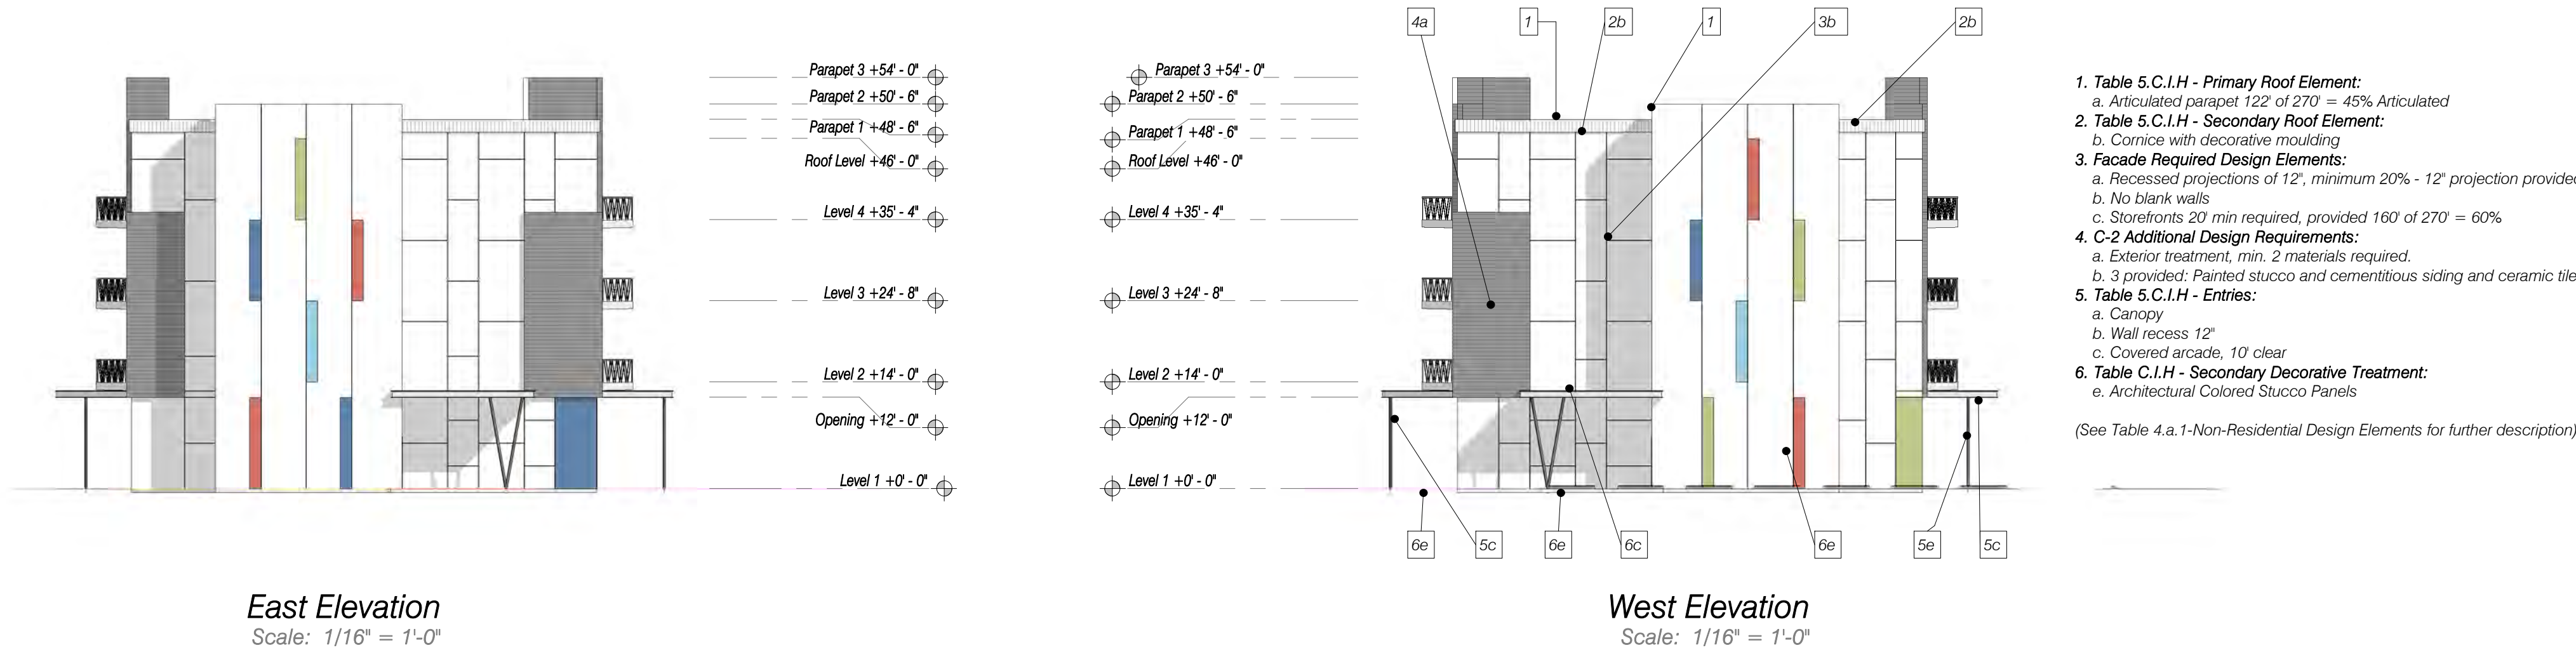 4a
1
2b
1
3b
2b
Parapet 3 +54' - 0"
Parapet 2 +50' - 6"
Parapet 1 +48' - 6"
Roof Level +46' - 0"
Level 4 +35' - 4"
Level 3 +24' - 8"
Level 2 +14' - 0"
Opening +12' - 0"
Level 1 +0' - 0"
Parapet 3 +54' - 0"
Parapet 2 +50' - 6"
Parapet 1 +48' - 6"
Roof Level +46' - 0"
Level 4 +35' - 4"
Level 3 +24' - 8"
Level 2 +14' - 0"
Opening +12' - 0"
Level 1 +0' - 0"
1. Table 5.C.I.H - Primary Roof Element:
a. Articulated parapet 122' of 270' = 45% Articulated
2. Table 5.C.I.H - Secondary Roof Element:
b. Cornice with decorative moulding
3. Facade Required Design Elements:
a. Recessed projections of 12", minimum 20% - 12" projection provided
b. No blank walls
c. Storefronts 20' min required, provided 160' of 270' = 60%
4. C-2 Additional Design Requirements:
a. Exterior treatment, min. 2 materials required.
b. 3 provided: Painted stucco and cementitious siding and ceramic tile
5. Table 5.C.I.H - Entries:
a. Canopy
b. Wall recess 12"
c. Covered arcade, 10' clear
6. Table C.I.H - Secondary Decorative Treatment:
e. Architectural Colored Stucco Panels
(See Table 4.a.1-Non-Residential Design Elements for further description)
6e
5c
6e
6c
6e
5e
5c
East Elevation
Scale: 1/16" = 1'-0"
West Elevation
Scale: 1/16" = 1'-0"